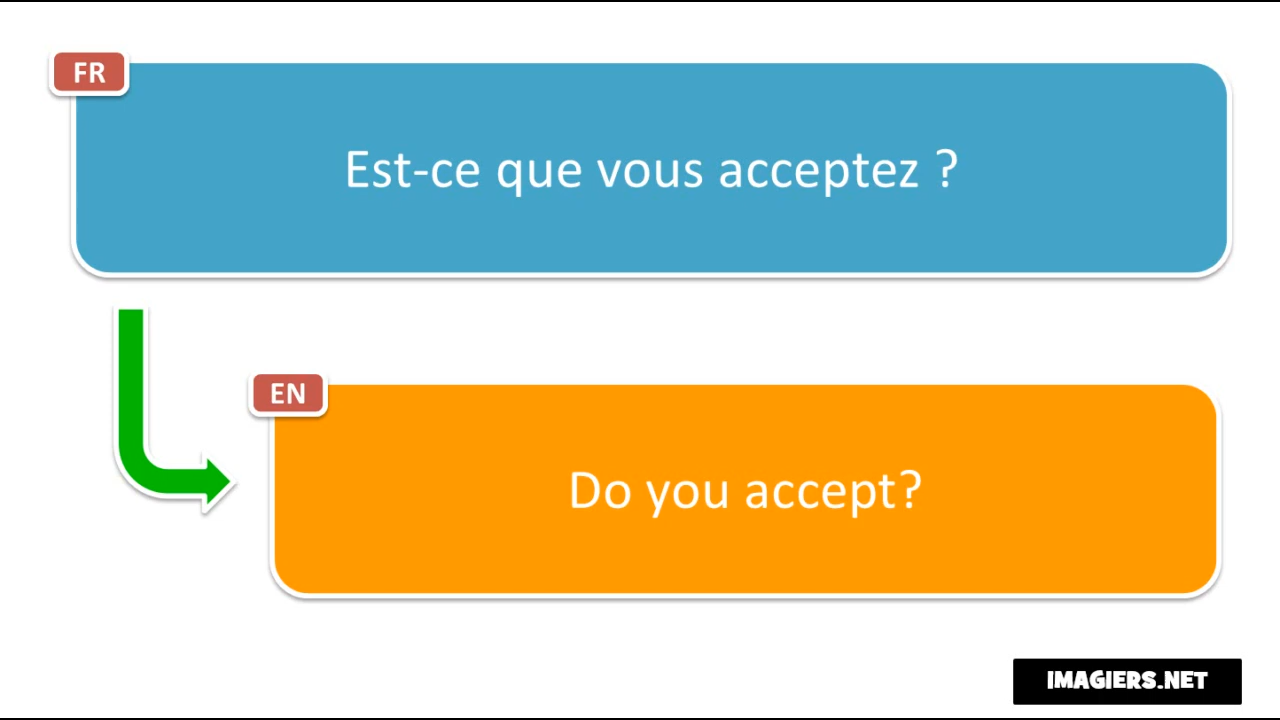 FR
Est-ce que vous acceptez ?
EN
Do you accept?
IMAGIERS.NET